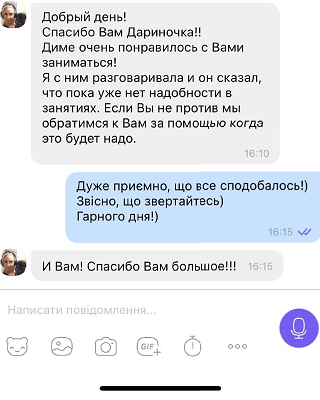 Добрый день!
Спасибо Вам Дариночка!!
Диме очень понравилось с Вами
заниматься!
Я с ним разговаривала и он сказал,
что пока уже нет надобности в
занятиях. Если Вы не против мы
обратимся к Вам за помощью когда
это будет надо.
16:10
Дуже приємно, що все сподобалось!)
Звісно, що звертайтесь)
Гарного дня!)
16:15
И Вам! Спасибо Вам большое!!! 16:15
Написати повідомлення...
GIF+